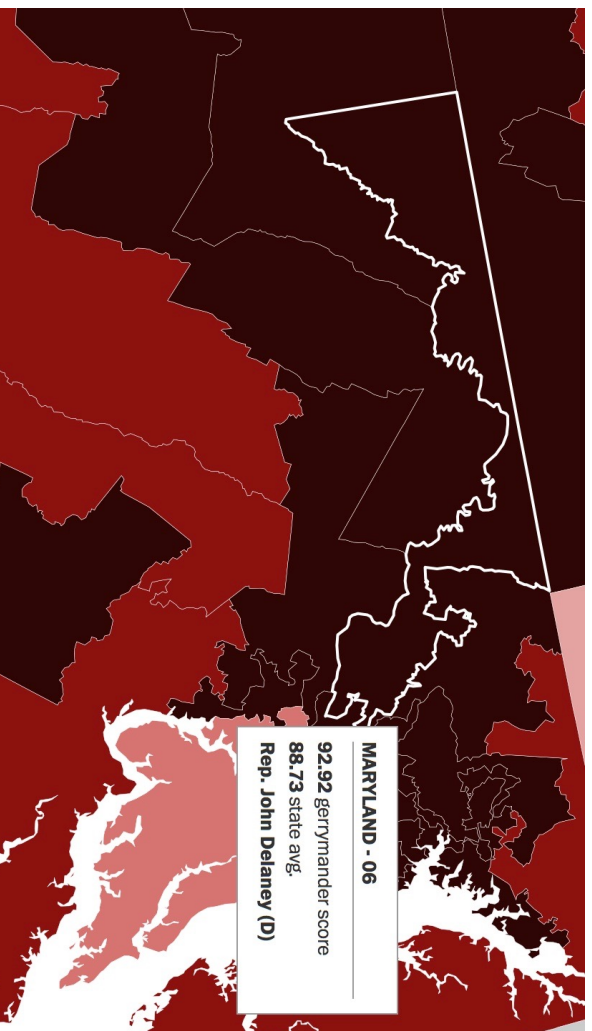 MARYLAND - 06
92.92 gerrymander score
88.73 state avg.
Rep. John Delaney (D)